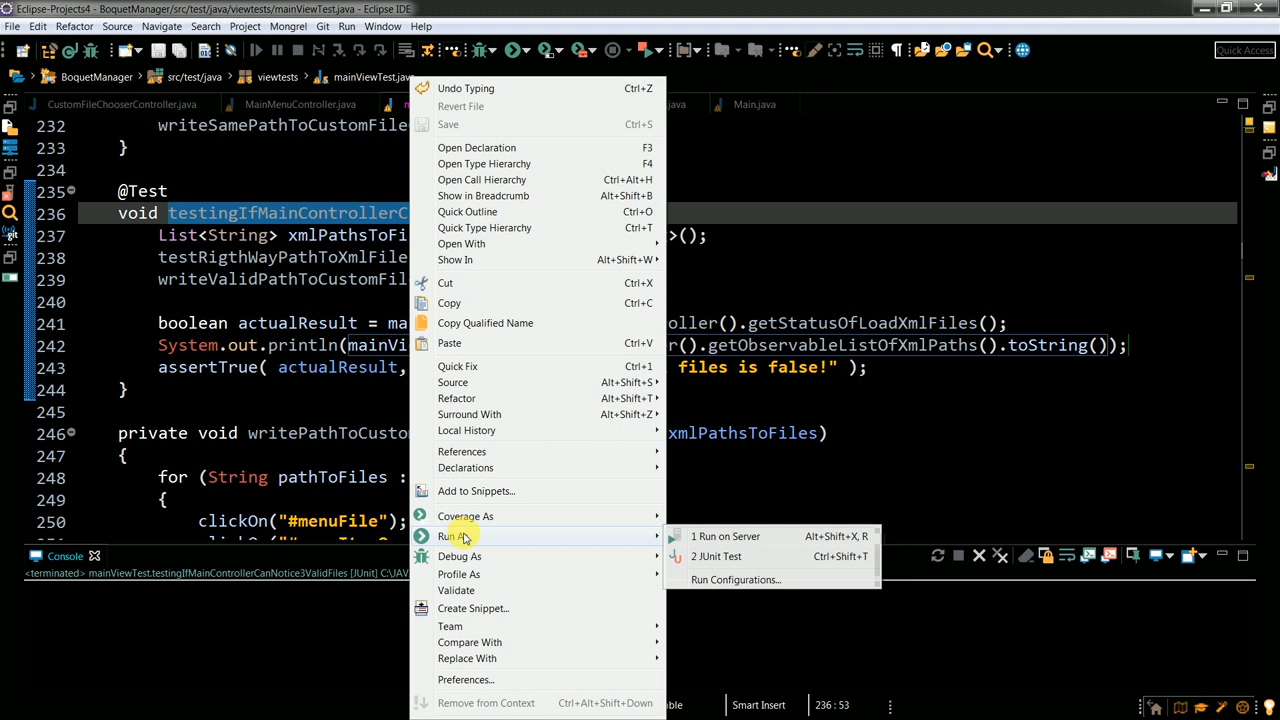 Eclipse-Projects4 - BoquetManager/src/test/java/viewtests/mainViewTest.java - Eclipse IDE
File Edit Refactor Source Navigate Search Project Mongrel Git Run Window Help
Quick Access
BoquetManager src/test/java viewtests mainViewTest.java
CustomFileChooserController.java MainMenuController.java Main.java
232 writeSamePathToCustomFile
233 }
234
235 @Test
236 void testingIfMainControllerC
237 List<String> xmlPathsToFi >();
238 testRigthWayPathToXmlFile
239 writeValidPathToCustomFil
240
241 boolean actualResult = ma oller().getStatusOfLoadXmlFiles();
242 System.out.println(mainVi er().getObservableListOfXmlPaths().toString());
243 assertTrue( actualResult, files is false!" );
244 }
245
246 private void writePathToCusto xmlPathsToFiles)
247 {
248 for (String pathToFiles :
249 {
250 clickOn("#menuFile");
Undo Typing Ctrl+Z
Revert File
Save Ctrl+S
Open Declaration F3
Open Type Hierarchy F4
Open Call Hierarchy Ctrl+Alt+H
Show in Breadcrumb Alt+Shift+B
Quick Outline Ctrl+O
Quick Type Hierarchy Ctrl+T
Open With
Show In Alt+Shift+W
Cut Ctrl+X
Copy Ctrl+C
Copy Qualified Name
Paste Ctrl+V
Quick Fix Ctrl+1
Source Alt+Shift+S
Refactor Alt+Shift+T
Surround With Alt+Shift+Z
Local History
References
Declarations
Add to Snippets...
Coverage As
Run As
Debug As
Profile As
Validate
Create Snippet...
Team
Compare With
Replace With
Preferences...
Remove from Context Ctrl+Alt+Shift+Down
1 Run on Server Alt+Shift+X, R
2 JUnit Test Ctrl+Shift+T
Run Configurations...
Console
<terminated> mainViewTest.testingIfMainControllerCanNotice3ValidFiles [JUnit] C:\JAV
Smart Insert 236 : 53